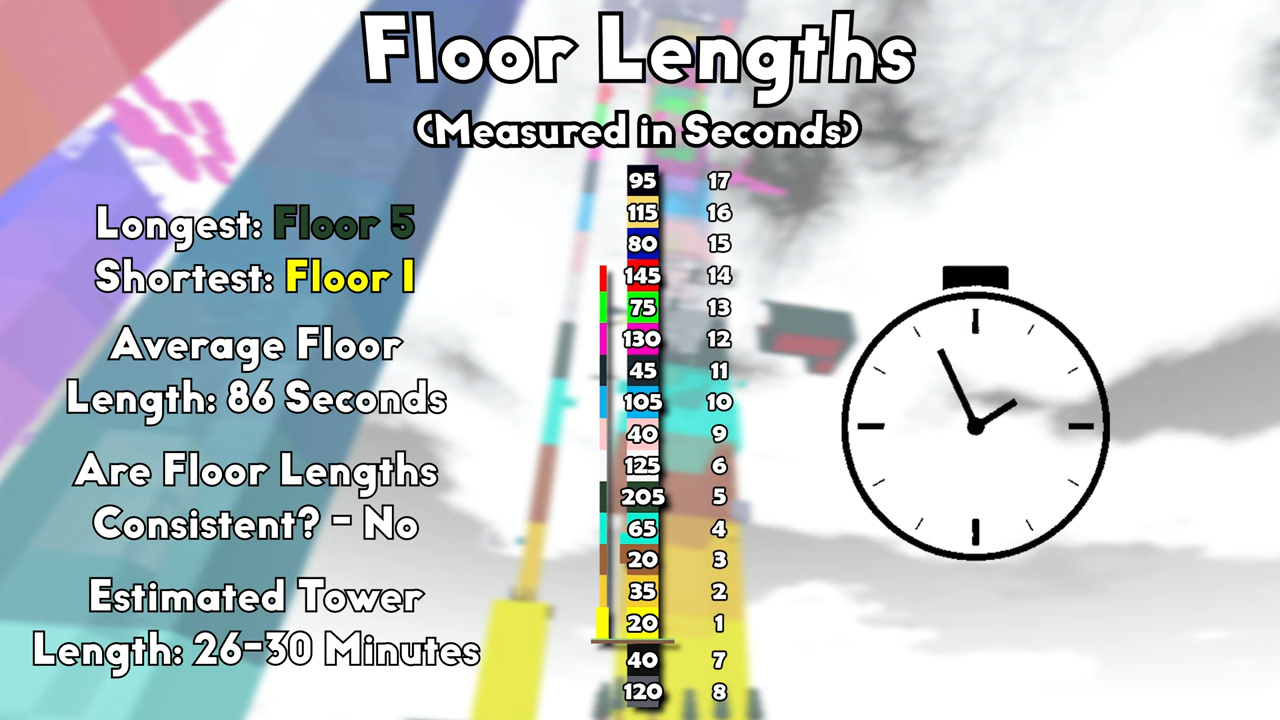 Floor Lengths
(Measured in Seconds)
Longest: Floor 5
Shortest: Floor 1
Average Floor
Length: 86 Seconds
Are Floor Lengths
Consistent? - No
Estimated Tower
Length: 26-30 Minutes
95 17
115 16
80 15
145 14
75 13
130 12
45 11
105 10
40 9
125 6
205 5
65 4
20 3
35 2
20 1
40 7
120 8